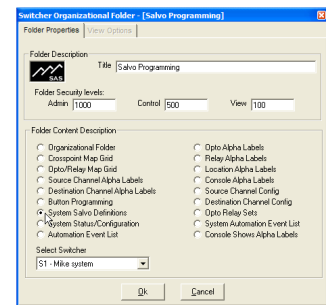 Switcher Organizational Folder - [Salvo Programming]
Folder Properties View Options
Folder Description
SAS
Title Salvo Programming
Folder Security levels:
Admin 1000 Control 500 View 100
Folder Content Description
Organizational Folder
Crosspoint Map Grid
Opto/Relay Map Grid
Source Channel Alpha Labels
Destination Channel Alpha Labels
Button Programming
System Salvo Definitions
System Status/Configuration
Automation Event List
Opto Alpha Labels
Relay Alpha Labels
Location Alpha Labels
Console Alpha Labels
Source Channel Config
Destination Channel Config
Opto Relay Sets
System Automation Event List
Console Shows Alpha Labels
Select Switcher
S1 - Mike system
Ok Cancel